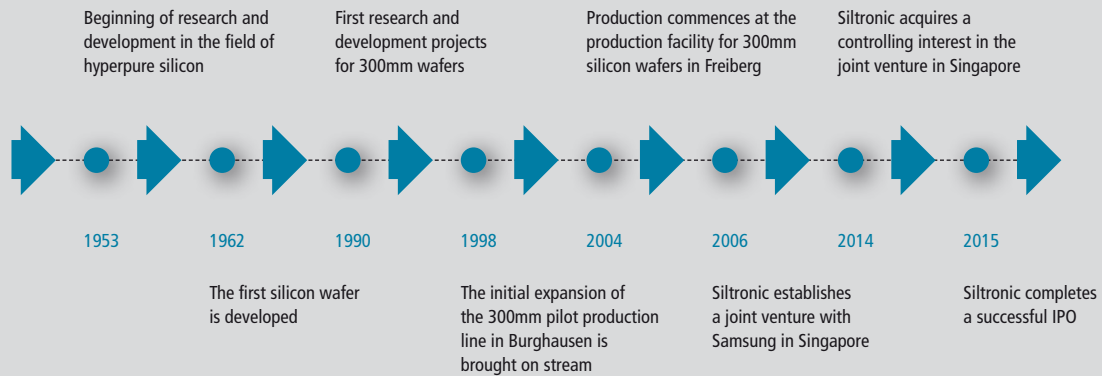 Beginning of research and
development in the field of
hyperpure silicon
First research and
development projects
for 300mm wafers
Production commences at the
production facility for 300mm
silicon wafers in Freiberg
Siltronic acquires a
controlling interest in the
joint venture in Singapore
1953
1962
1990
1998
2004
2006
2014
2015
The first silicon wafer
is developed
The initial expansion of
the 300mm pilot production
line in Burghausen is
brought on stream
Siltronic establishes
a joint venture with
Samsung in Singapore
Siltronic completes
a successful IPO